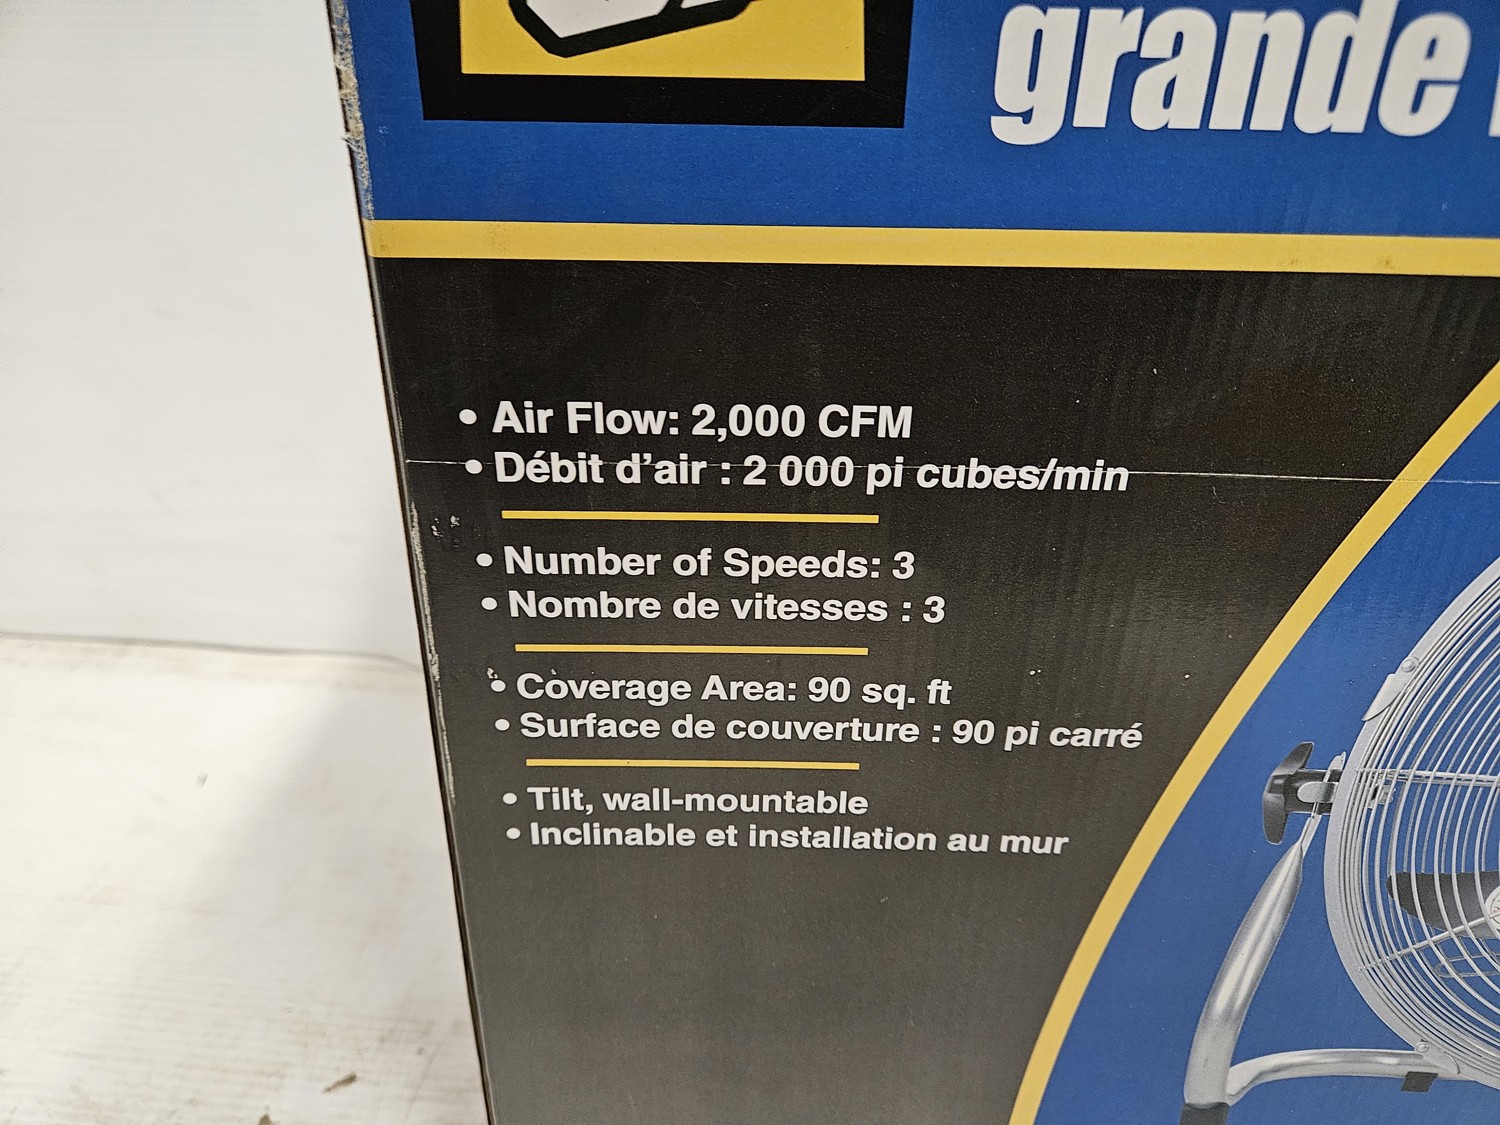 grande
• Air Flow: 2,000 CFM
• Débit d’air : 2 000 pi cubes/min
• Number of Speeds: 3
• Nombre de vitesses : 3
• Coverage Area: 90 sq. ft
• Surface de couverture : 90 pi carré
• Tilt, wall-mountable
• Inclinable et installation au mur